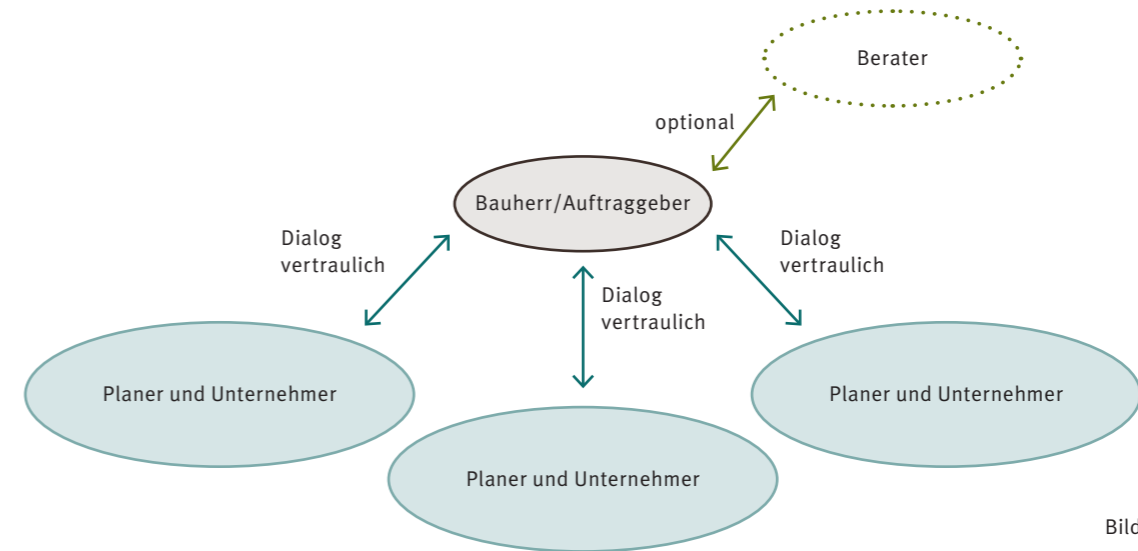 Berater
optional
Bauherr/Auftraggeber
Dialog
vertraulich
Dialog
vertraulich
Dialog
vertraulich
Planer und Unternehmer
Planer und Unternehmer
Planer und Unternehmer
Bild